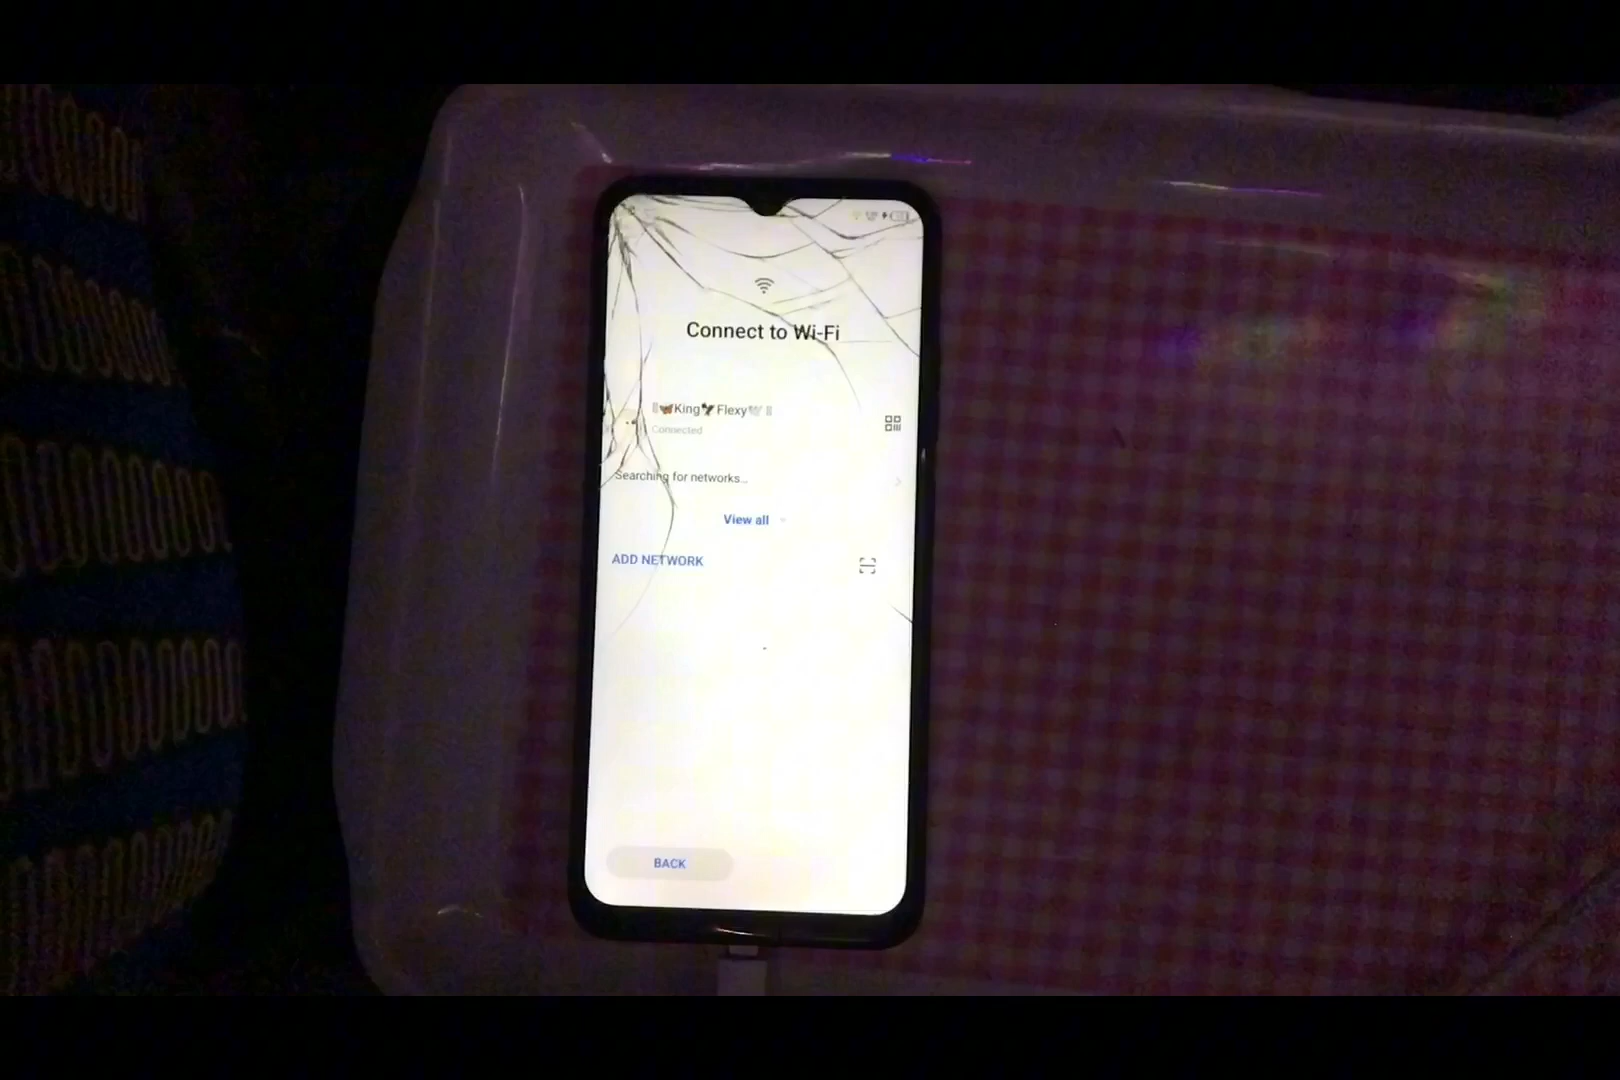 Connect to Wi-Fi
🦋King🦅Flexy🕊
Connected
Searching for networks...
View all
ADD NETWORK
BACK